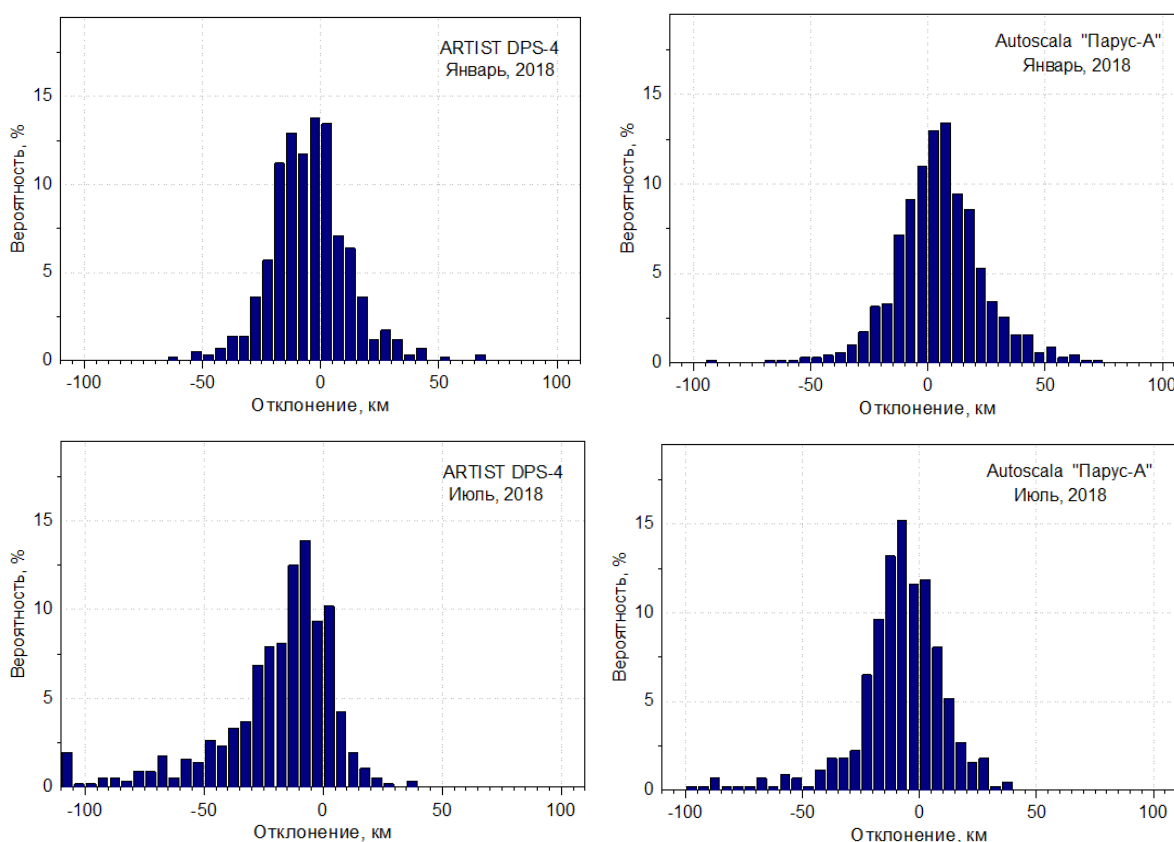 ARTIST DPS-4
Январь, 2018
Вероятность, %
15
10
5
0
-100
-50
0
50
100
Отклонение, км
Autoscala "Парус-А"
Январь, 2018
Вероятность, %
15
10
5
0
-100
-50
0
50
100
Отклонение, км
ARTIST DPS-4
Июль, 2018
Вероятность, %
15
10
5
0
-100
-50
0
50
100
Отклонение, км
Autoscala "Парус-А"
Июль, 2018
Вероятность, %
15
10
5
0
-100
-50
0
50
100
Отклонение, км